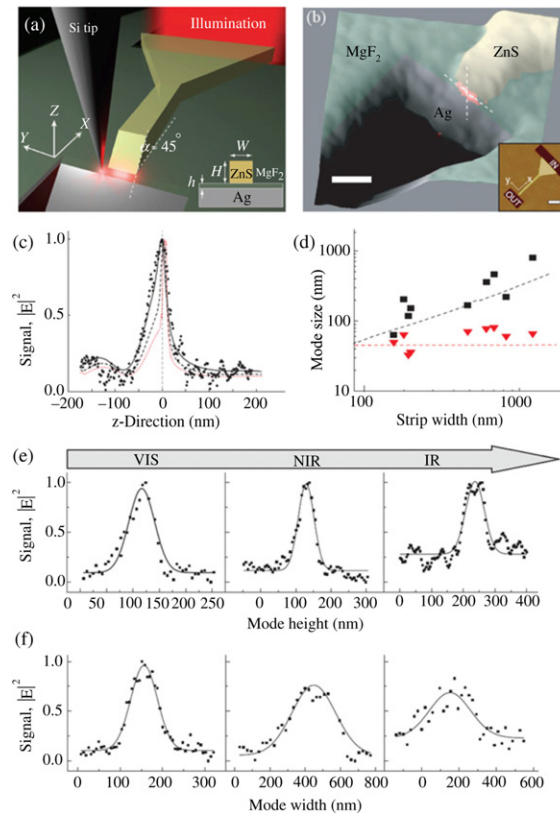 (a)
Si tip
Illumination
Z
X
Y
α = 45°
W
H
h
ZnS
MgF2
Ag
(b)
MgF2
ZnS
Ag
IN
y
x
OUT
(c)
Signal, |E|^2
1.0
0.5
0.0
−200
−100
0
100
200
z-Direction (nm)
(d)
Mode size (nm)
1000
100
10
100
1000
Strip width (nm)
(e)
VIS
NIR
IR
Signal, |E|^2
1.0
0.5
0.0
0 50 100 150 200 250
0 100 200 300
0 100 200 300 400
Mode height (nm)
(f)
Signal, |E|^2
1.0
0.5
0.0
0 100 200 300
0 200 400 600 800
0 200 400 600
Mode width (nm)